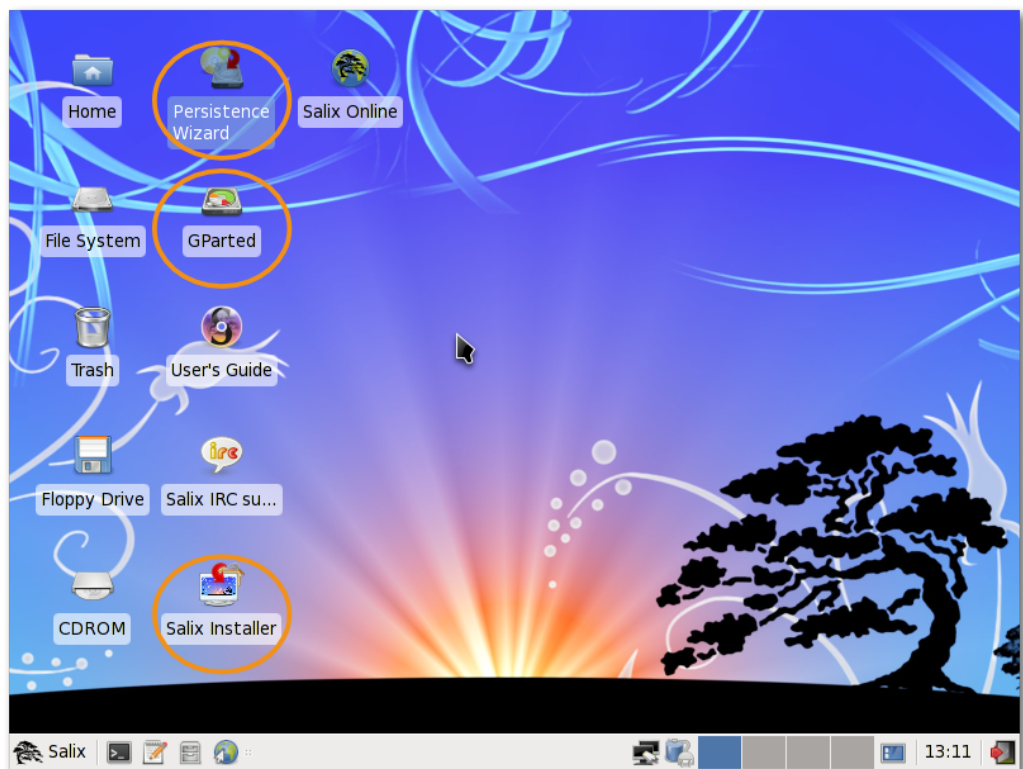 Home
Persistence
Wizard
Salix Online
File System
GParted
Trash
User's Guide
Floppy Drive
irc
Salix IRC su...
CDROM
Salix Installer
Salix
13:11